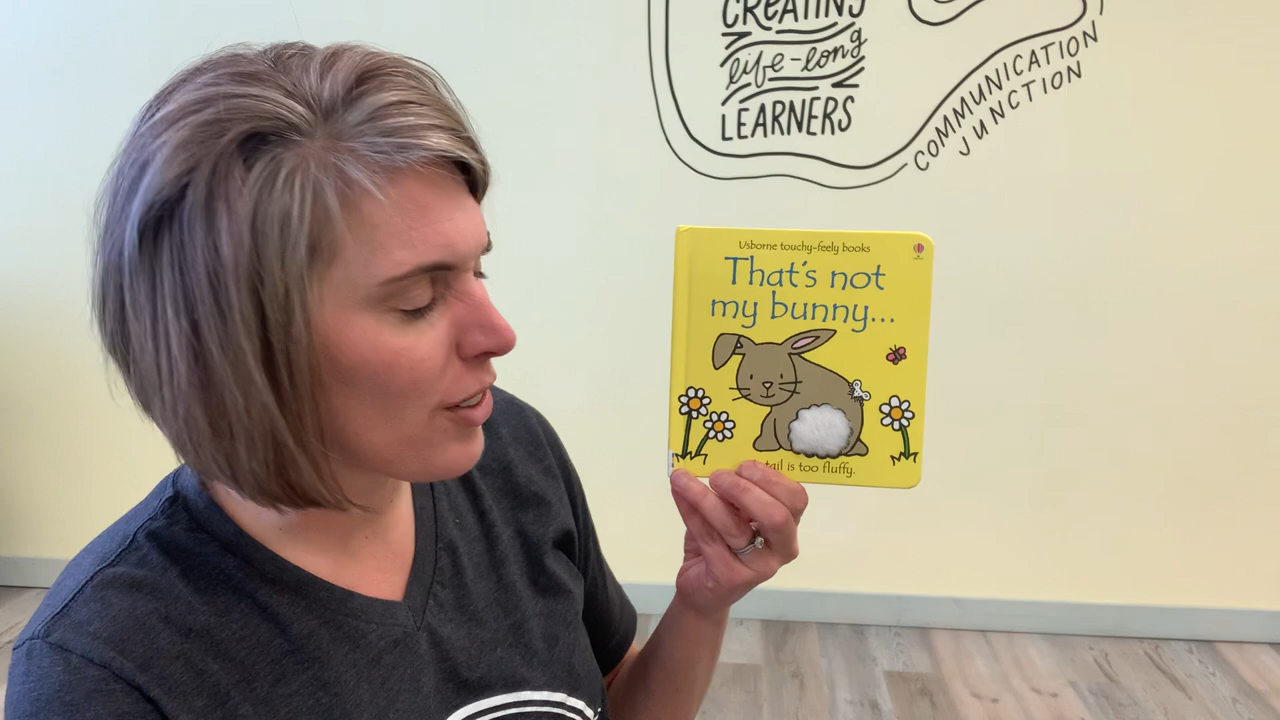 CREATING
life-long
LEARNERS
COMMUNICATION
JUNCTION
Usborne touchy-feely books
That's not
my bunny...
tail is too fluffy.